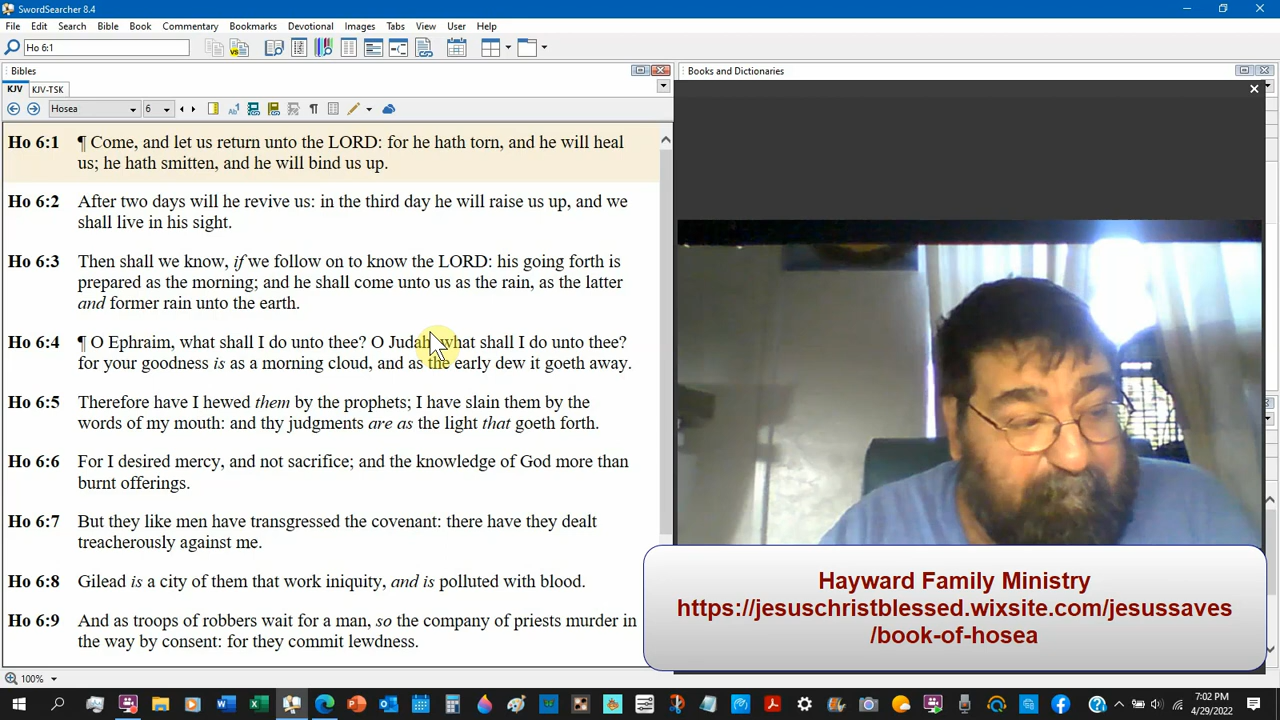 SwordSearcher 8.4
File Edit Search Bible Book Commentary Bookmarks Devotional Images Tabs View User Help
Ho 6:1
Bibles
Books and Dictionaries
KJV KJV-TSK
Hosea 6
Ho 6:1 ¶ Come, and let us return unto the LORD: for he hath torn, and he will heal
us; he hath smitten, and he will bind us up.
Ho 6:2 After two days will he revive us: in the third day he will raise us up, and we
shall live in his sight.
Ho 6:3 Then shall we know, if we follow on to know the LORD: his going forth is
prepared as the morning; and he shall come unto us as the rain, as the latter
and former rain unto the earth.
Ho 6:4 ¶ O Ephraim, what shall I do unto thee? O Judah, what shall I do unto thee?
for your goodness is as a morning cloud, and as the early dew it goeth away.
Ho 6:5 Therefore have I hewed them by the prophets; I have slain them by the
words of my mouth: and thy judgments are as the light that goeth forth.
Ho 6:6 For I desired mercy, and not sacrifice; and the knowledge of God more than
burnt offerings.
Ho 6:7 But they like men have transgressed the covenant: there have they dealt
treacherously against me.
Ho 6:8 Gilead is a city of them that work iniquity, and is polluted with blood.
Ho 6:9 And as troops of robbers wait for a man, so the company of priests murder in
the way by consent: for they commit lewdness.
Hayward Family Ministry
https://jesuschristblessed.wixsite.com/jesussaves
/book-of-hosea
100%
7:02 PM
4/29/2022